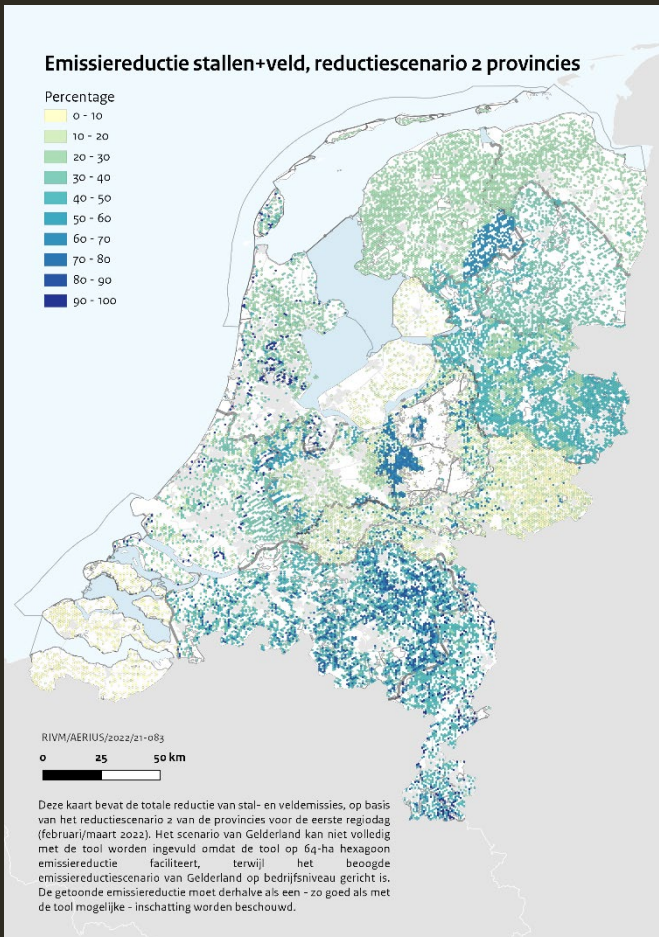 Emissiereductie stallen+veld, reductiescenario 2 provincies
Percentage
0 - 10
10 - 20
20 - 30
30 - 40
40 - 50
50 - 60
60 - 70
70 - 80
80 - 90
90 - 100
RIVM/AERIUS/2022/21-083
0 25 50 km
Deze kaart bevat de totale reductie van stal- en veldemissies, op basis
van het reductiescenario 2 van de provincies voor de eerste regiodag
(februari/maart 2022). Het scenario van Gelderland kan niet volledig
met de tool worden ingevuld omdat de tool op 64-ha hexagoon
emissiereductie faciliteert, terwijl het beoogde
emissiereductiescenario van Gelderland op bedrijfsniveau gericht is.
De getoonde emissiereductie moet derhalve als een - zo goed als met
de tool mogelijke - inschatting worden beschouwd.